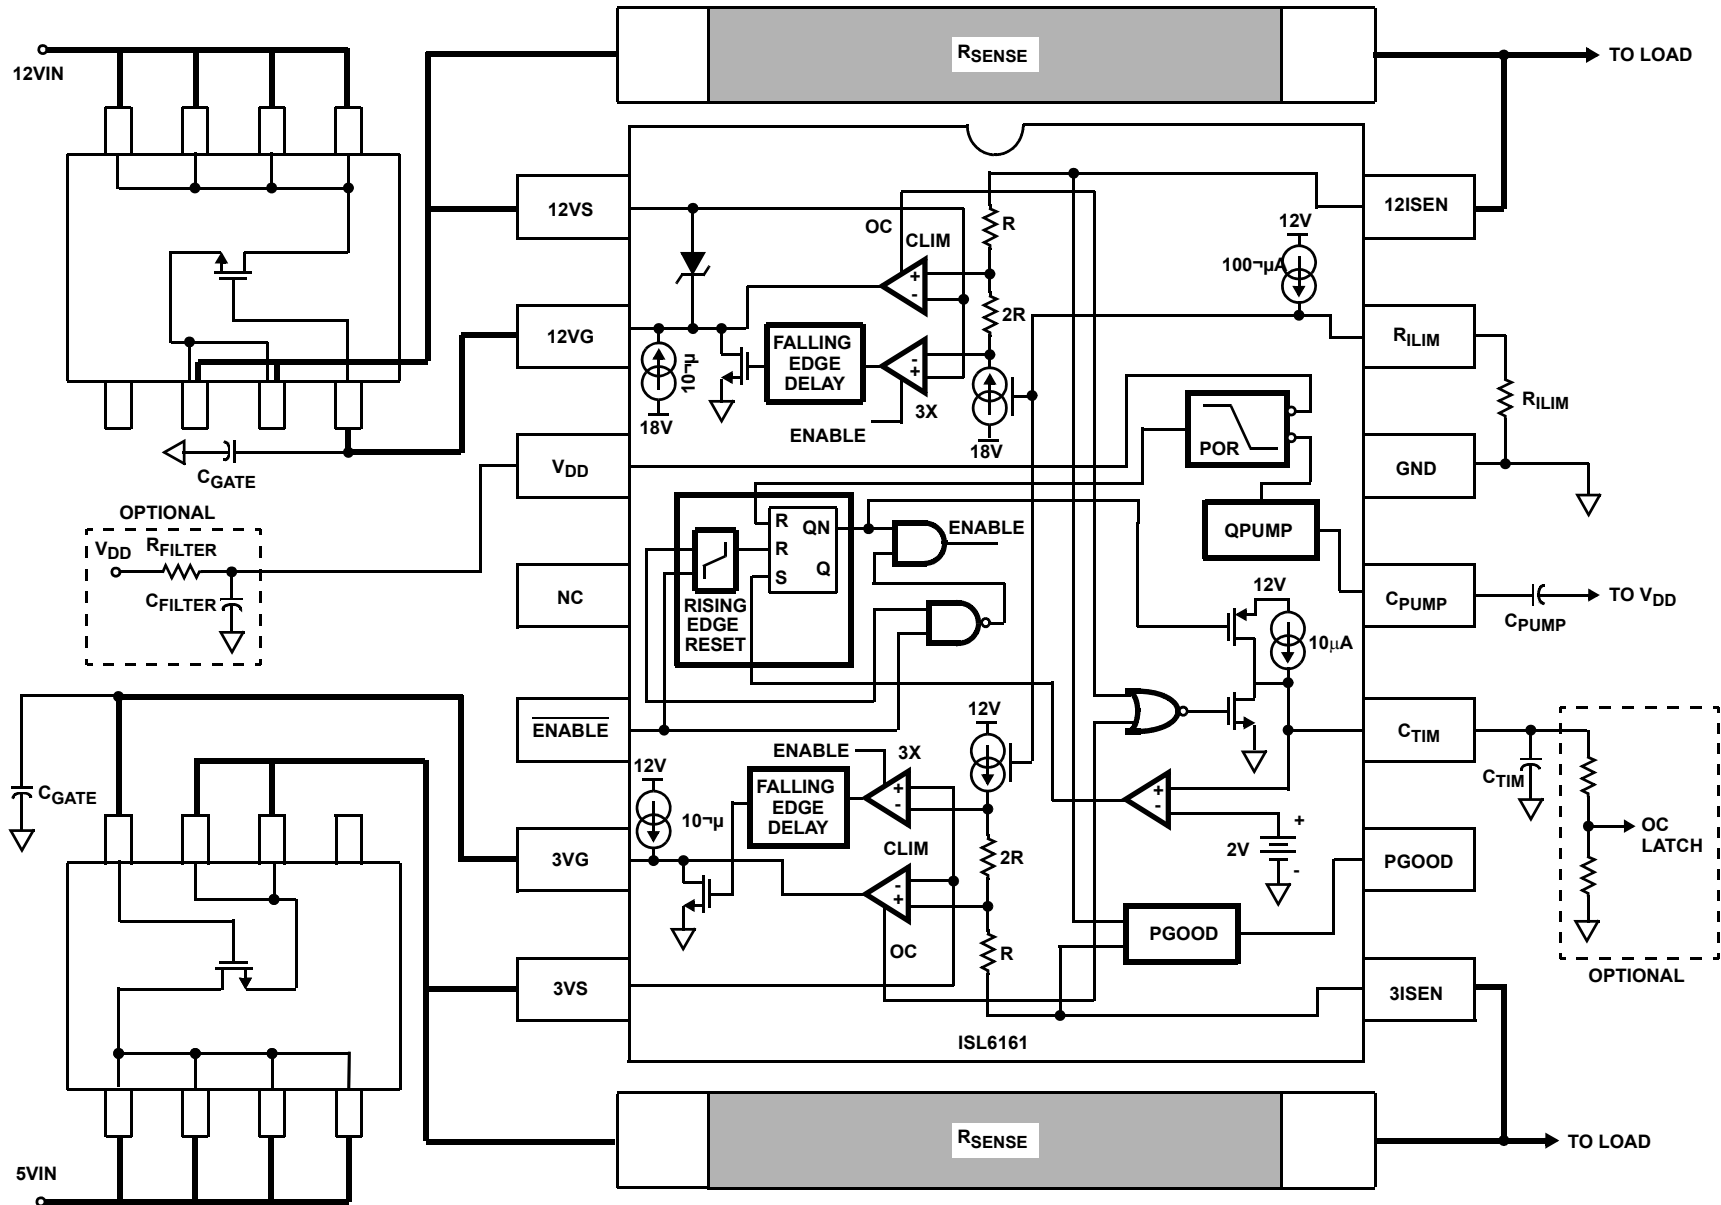 RSENSE
TO LOAD
12VIN
12VS
12VG
VDD
NC
ENABLE
3VG
3VS
12ISEN
RILIM
GND
CPUMP
CTIM
PGOOD
3ISEN
OC
CLIM
R
2R
12V
100¬µA
10¬µ
18V
FALLING
EDGE
DELAY
3X
ENABLE
18V
POR
QPUMP
RILIM
CGATE
OPTIONAL
VDD
RFILTER
CFILTER
R
R
S
QN
Q
RISING
EDGE
RESET
ENABLE
12V
10µA
CPUMP
TO VDD
CGATE
12V
10¬µ
ENABLE
3X
FALLING
EDGE
DELAY
CLIM
OC
12V
2R
R
2V
+
-
PGOOD
CTIM
OC
LATCH
OPTIONAL
ISL6161
5VIN
RSENSE
TO LOAD
+
-
-
+
+
-
-
+
+
-